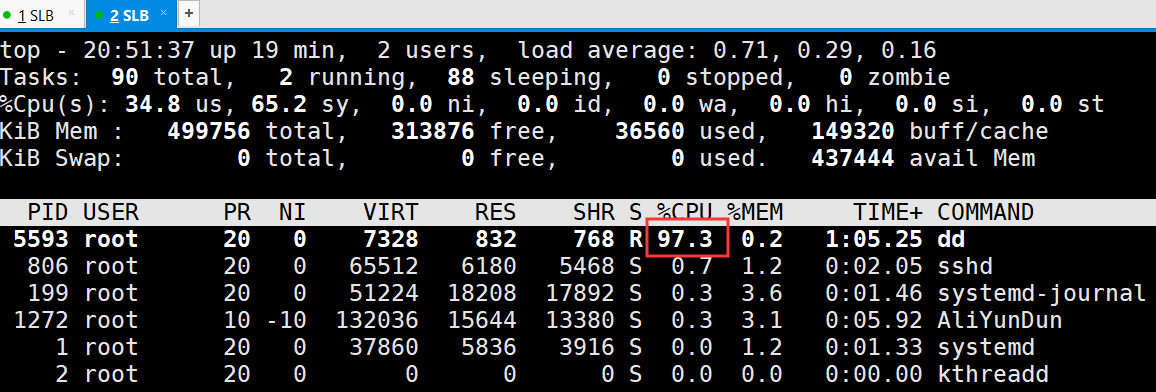 1 SLB × 2 SLB × +
top - 20:51:37 up 19 min,  2 users,  load average: 0.71, 0.29, 0.16
Tasks:  90 total,   2 running,  88 sleeping,   0 stopped,   0 zombie
%Cpu(s): 34.8 us, 65.2 sy,  0.0 ni,  0.0 id,  0.0 wa,  0.0 hi,  0.0 si,  0.0 st
KiB Mem :   499756 total,   313876 free,    36560 used,   149320 buff/cache
KiB Swap:        0 total,        0 free,        0 used.   437444 avail Mem
PID USER      PR  NI    VIRT    RES    SHR S %CPU %MEM     TIME+ COMMAND
5593 root      20   0    7328    832    768 R 97.3  0.2   1:05.25 dd
806 root      20   0   65512   6180   5468 S  0.7  1.2   0:02.05 sshd
199 root      20   0   51224  18208  17892 S  0.3  3.6   0:01.46 systemd-journal
1272 root      10 -10  132036  15644  13380 S  0.3  3.1   0:05.92 AliYunDun
1 root      20   0   37860   5836   3916 S  0.0  1.2   0:01.33 systemd
2 root      20   0       0      0      0 S  0.0  0.0   0:00.00 kthreadd